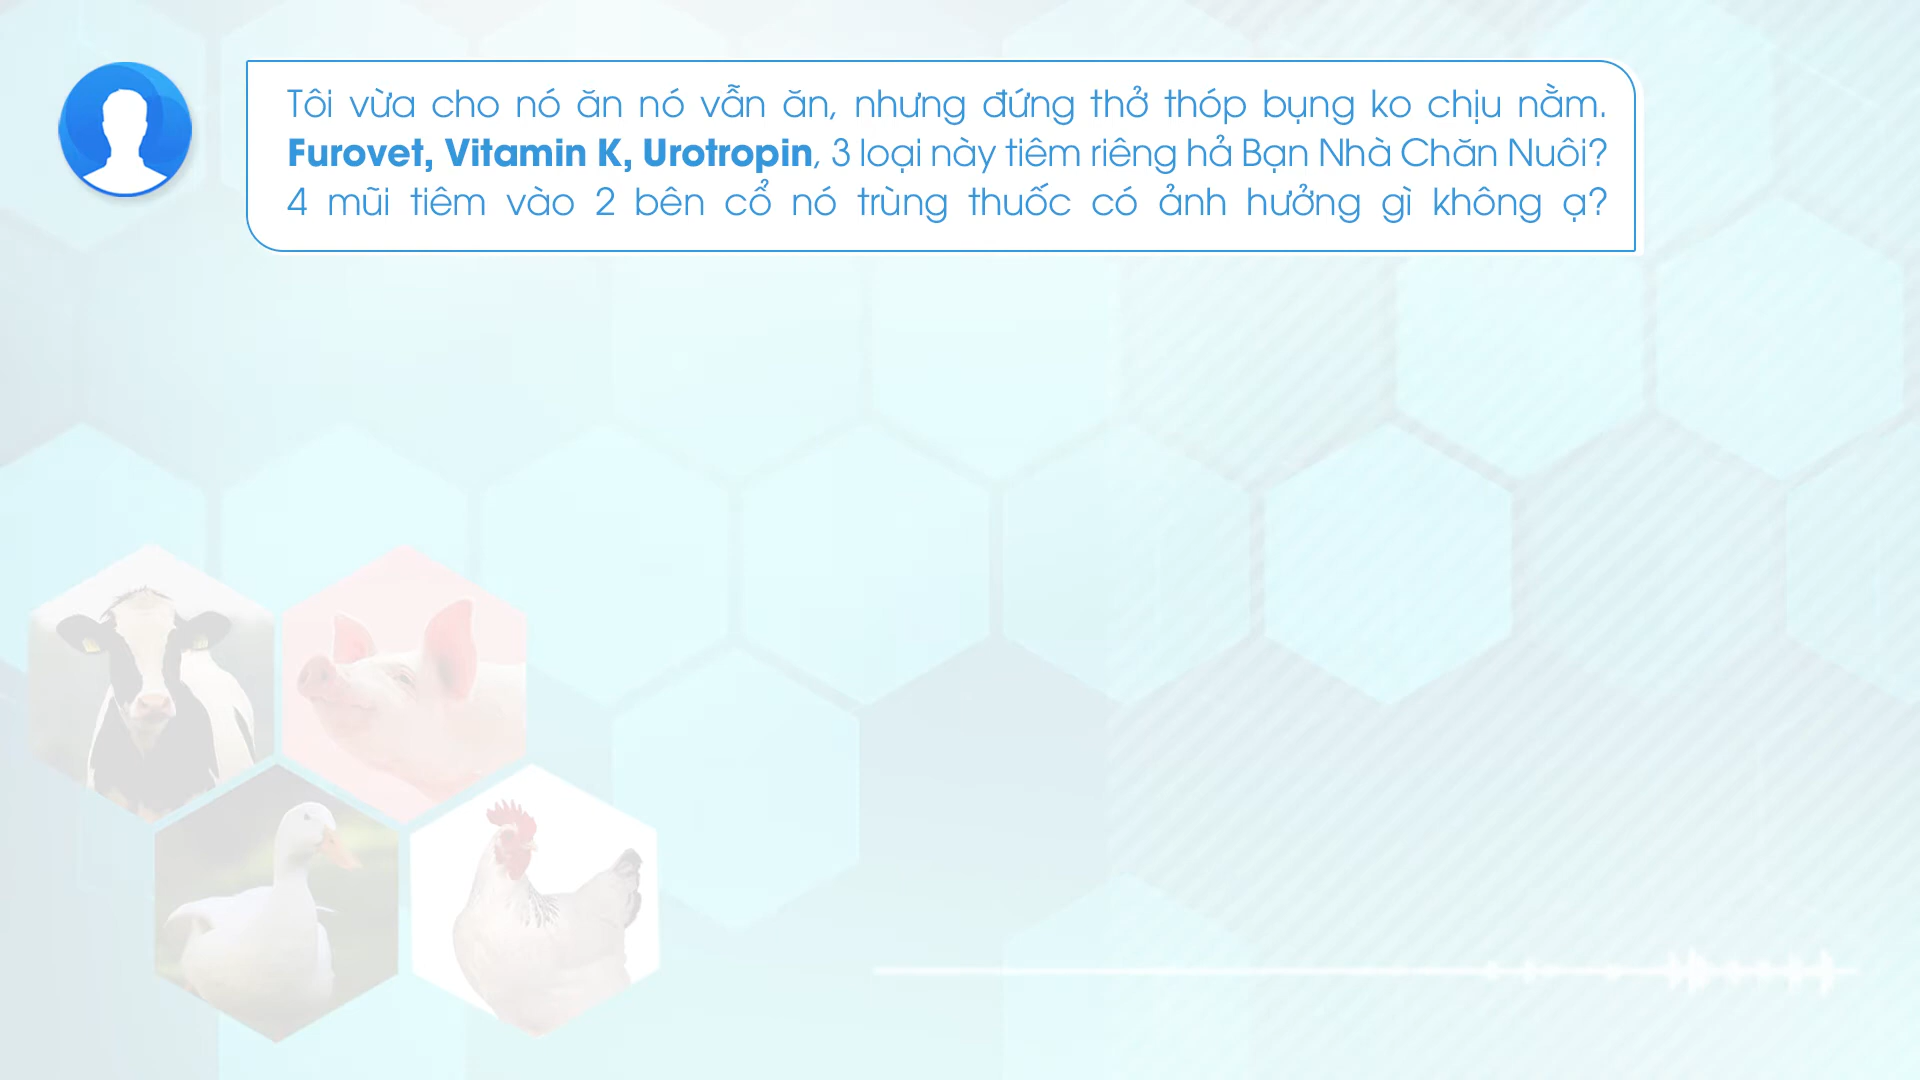 Tôi vừa cho nó ăn nó vẫn ăn, nhưng đứng thở thóp bụng ko chịu nằm.
Furovet, Vitamin K, Urotropin, 3 loại này tiêm riêng hả Bạn Nhà Chăn Nuôi?
4 mũi tiêm vào 2 bên cổ nó trùng thuốc có ảnh hưởng gì không ạ?